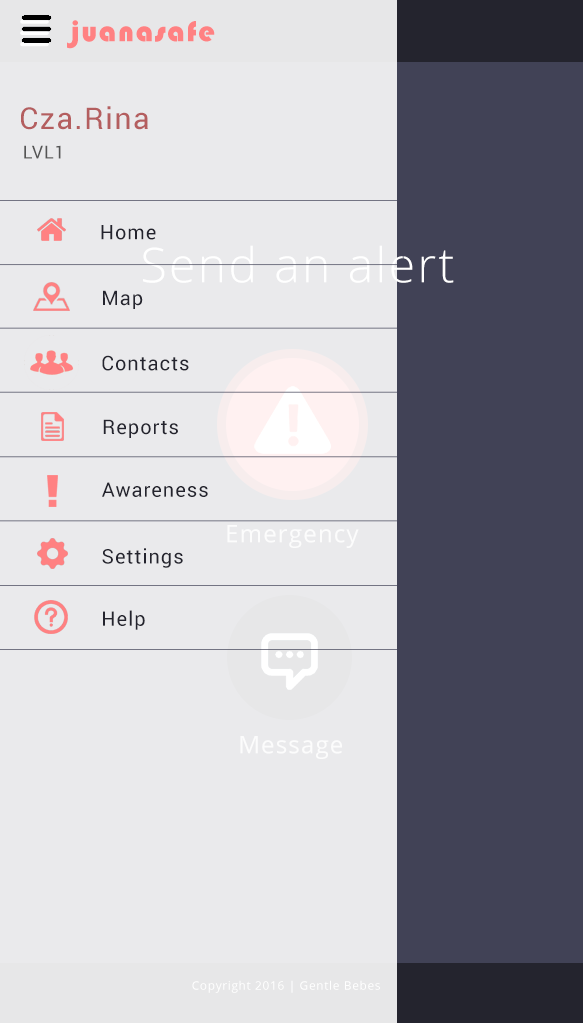 juanasafe
Cza.Rina
LVL1
Home
Send an alert
Map
Contacts
Reports
Awareness
Emergency
Settings
Help
Message
Copyright 2016 | Gentle Bebes